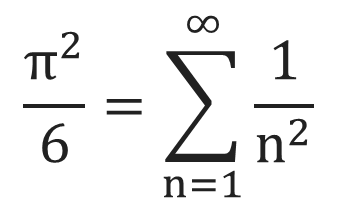 π²/6 = ∑_{n=1}^{∞} 1/n²